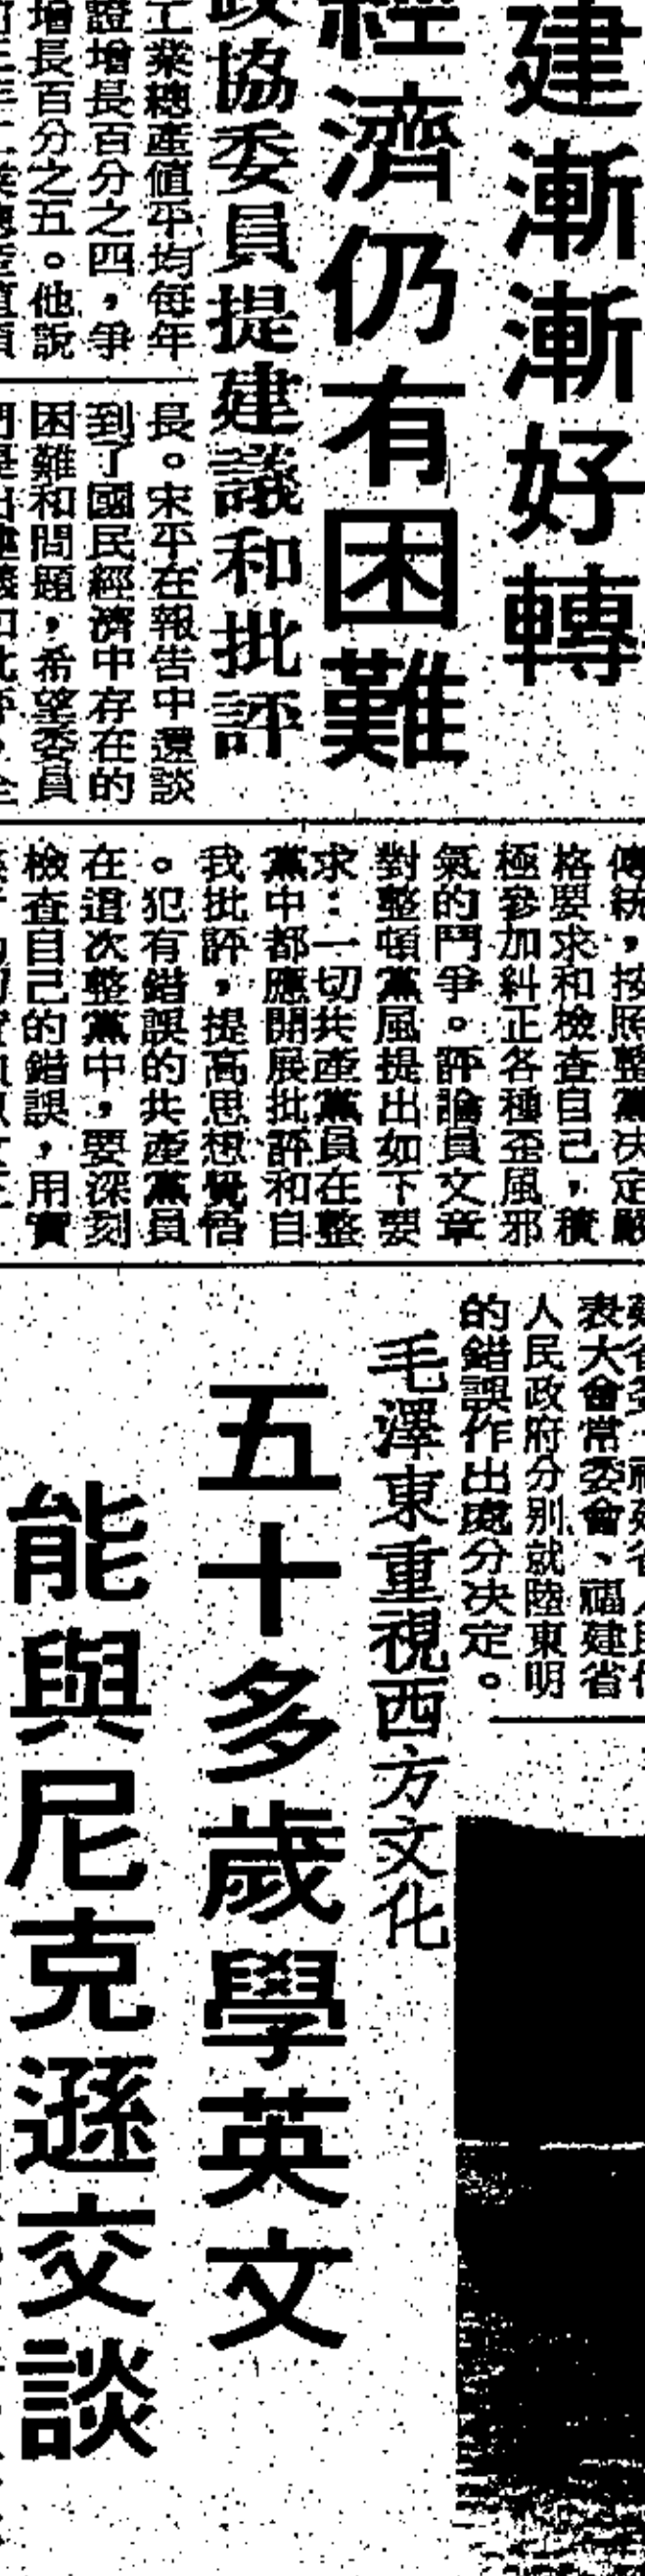 建漸漸好轉
經濟仍有困難
政協委員提建議和批評
工業總產值平均每年
證增長百分之四，爭
增長百分之五。他說
長。宋平在報告中還談
到了國民經濟中存在的
困難和問題，希望委員
傳統，按照整黨決定嚴
格要求和檢查自己，積
極參加糾正各種歪風邪
氣的鬥爭。評論員文章
對整頓黨風提出如下要
求：一切共產黨員在整
黨中都應開展批評和自
我批評，提高思想覺悟
。犯有錯誤的共產黨員
在這次整黨中，要深刻
檢查自己的錯誤，用實
表大會常委會、福建省
人民政府分別就陸東明
的錯誤作出處分決定。
毛澤東重視西方文化
五十多歲學英文
能與尼克遜交談